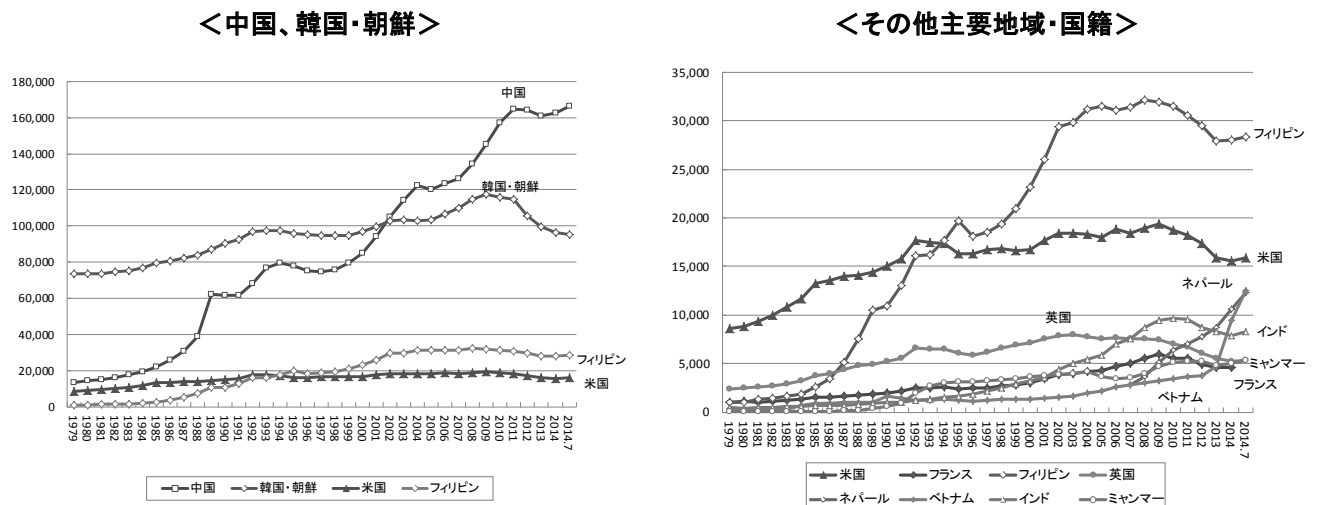 ＜中国、韓国・朝鮮＞
180,000
160,000
140,000
120,000
100,000
80,000
60,000
40,000
20,000
0
中国
韓国・朝鮮
フィリピン
米国
1979 1980 1981 1982 1983 1984 1985 1986 1987 1988 1989 1990 1991 1992 1993 1994 1995 1996 1997 1998 1999 2000 2001 2002 2003 2004 2005 2006 2007 2008 2009 2010 2011 2012 2013 2014 2014.7
中国 韓国・朝鮮 米国 フィリピン
＜その他主要地域・国籍＞
35,000
30,000
25,000
20,000
15,000
10,000
5,000
0
フィリピン
米国
ネパール
英国
インド
ミャンマー
フランス
ベトナム
1979 1980 1981 1982 1983 1984 1985 1986 1987 1988 1989 1990 1991 1992 1993 1994 1995 1996 1997 1998 1999 2000 2001 2002 2003 2004 2005 2006 2007 2008 2009 2010 2011 2012 2013 2014 2014.7
米国 フランス フィリピン 英国
ネパール ベトナム インド ミャンマー